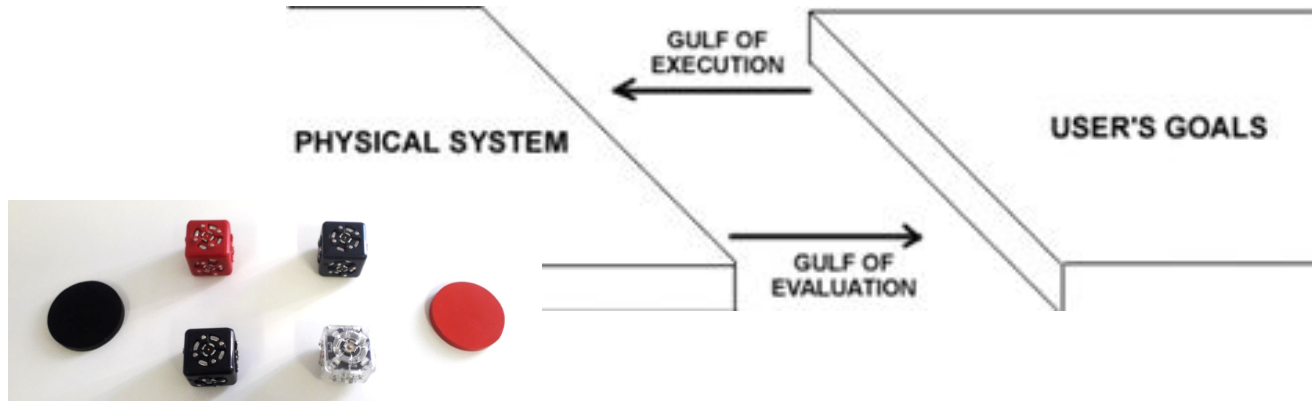 GULF OF
EXECUTION
PHYSICAL SYSTEM
USER'S GOALS
GULF OF
EVALUATION